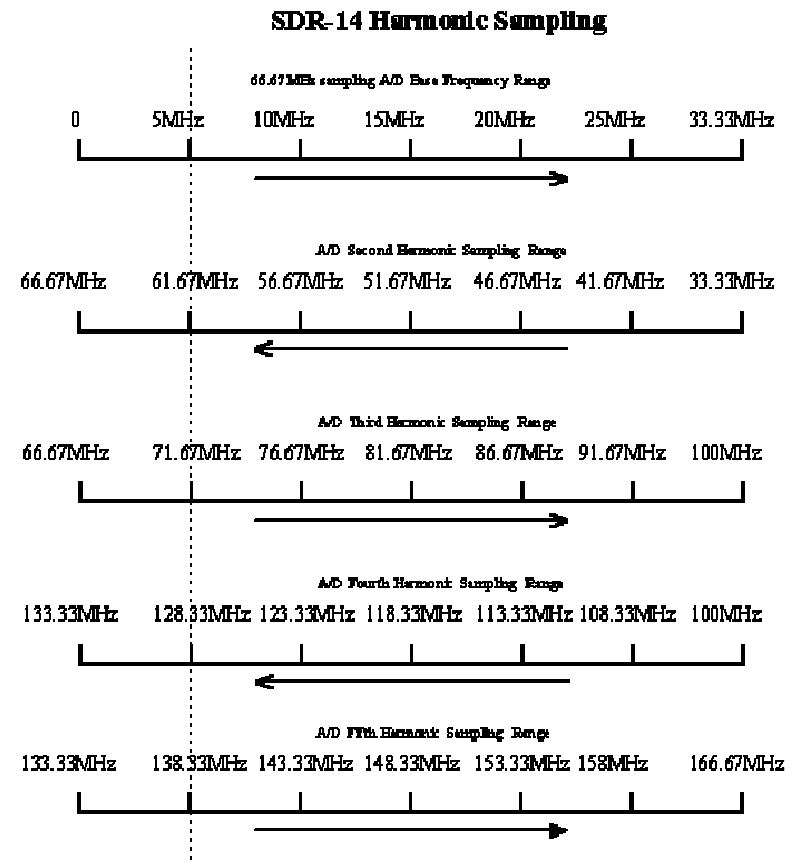 SDR-14 Harmonic Sampling
66.67MHz sampling A/D Base Frequency Range
0 5MHz 10MHz 15MHz 20MHz 25MHz 33.33MHz
A/D Second Harmonic Sampling Range
66.67MHz 61.67MHz 56.67MHz 51.67MHz 46.67MHz 41.67MHz 33.33MHz
A/D Third Harmonic Sampling Range
66.67MHz 71.67MHz 76.67MHz 81.67MHz 86.67MHz 91.67MHz 100MHz
A/D Fourth Harmonic Sampling Range
133.33MHz 128.33MHz 123.33MHz 118.33MHz 113.33MHz 108.33MHz 100MHz
A/D Fifth Harmonic Sampling Range
133.33MHz 138.33MHz 143.33MHz 148.33MHz 153.33MHz 158MHz 166.67MHz